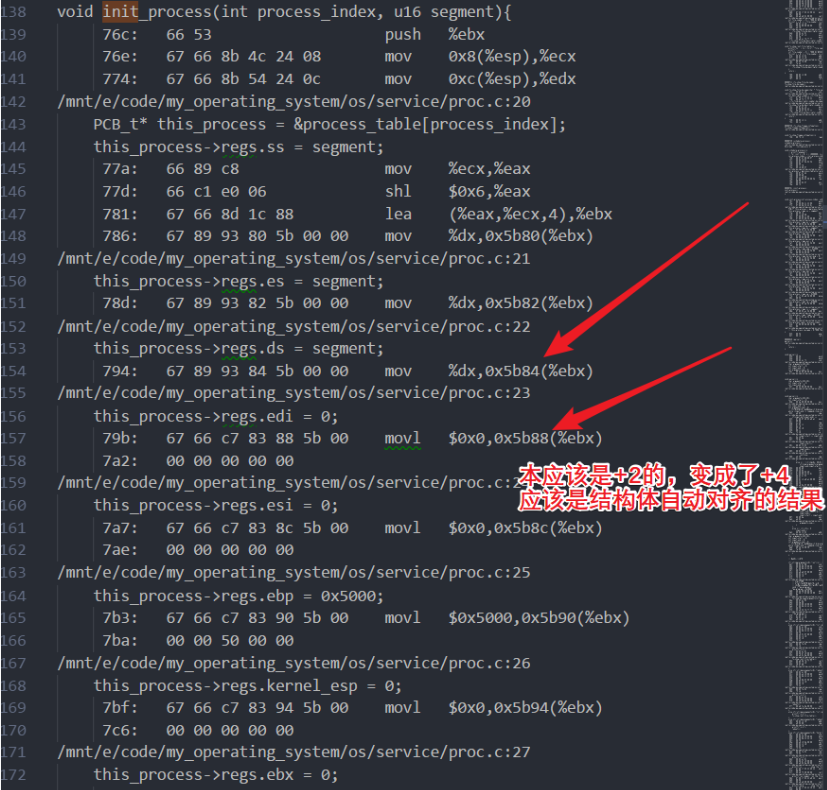 138 void init_process(int process_index, u16 segment){
139 76c: 66 53 push %ebx
140 76e: 67 66 8b 4c 24 08 mov 0x8(%esp),%ecx
141 774: 67 66 8b 54 24 0c mov 0xc(%esp),%edx
142 /mnt/e/code/my_operating_system/os/service/proc.c:20
143 PCB_t* this_process = &process_table[process_index];
144 this_process->regs.ss = segment;
145 77a: 66 89 c8 mov %ecx,%eax
146 77d: 66 c1 e0 06 shl $0x6,%eax
147 781: 67 66 8d 1c 88 lea (%eax,%ecx,4),%ebx
148 786: 67 89 93 80 5b 00 00 mov %dx,0x5b80(%ebx)
149 /mnt/e/code/my_operating_system/os/service/proc.c:21
150 this_process->regs.es = segment;
151 78d: 67 89 93 82 5b 00 00 mov %dx,0x5b82(%ebx)
152 /mnt/e/code/my_operating_system/os/service/proc.c:22
153 this_process->regs.ds = segment;
154 794: 67 89 93 84 5b 00 00 mov %dx,0x5b84(%ebx)
155 /mnt/e/code/my_operating_system/os/service/proc.c:23
156 this_process->regs.edi = 0;
157 79b: 67 66 c7 83 88 5b 00 movl $0x0,0x5b88(%ebx)
158 7a2: 00 00 00 00 00
本应该是+2的，变成了+4
应该是结构体自动对齐的结果
159 /mnt/e/code/my_operating_system/os/service/proc.c:2
160 this_process->regs.esi = 0;
161 7a7: 67 66 c7 83 8c 5b 00 movl $0x0,0x5b8c(%ebx)
162 7ae: 00 00 00 00 00
163 /mnt/e/code/my_operating_system/os/service/proc.c:25
164 this_process->regs.ebp = 0x5000;
165 7b3: 67 66 c7 83 90 5b 00 movl $0x5000,0x5b90(%ebx)
166 7ba: 00 00 50 00 00
167 /mnt/e/code/my_operating_system/os/service/proc.c:26
168 this_process->regs.kernel_esp = 0;
169 7bf: 67 66 c7 83 94 5b 00 movl $0x0,0x5b94(%ebx)
170 7c6: 00 00 00 00 00
171 /mnt/e/code/my_operating_system/os/service/proc.c:27
172 this_process->regs.ebx = 0;